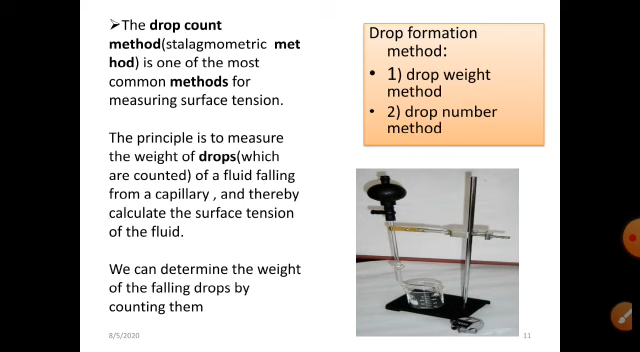 ➢The drop count
method(stalagmometric met
hod) is one of the most
common methods for
measuring surface tension.
The principle is to measure
the weight of drops(which
are counted) of a fluid falling
from a capillary , and thereby
calculate the surface tension
of the fluid.
We can determine the weight
of the falling drops by
counting them
Drop formation
method:
• 1) drop weight
method
• 2) drop number
method
8/5/2020
11